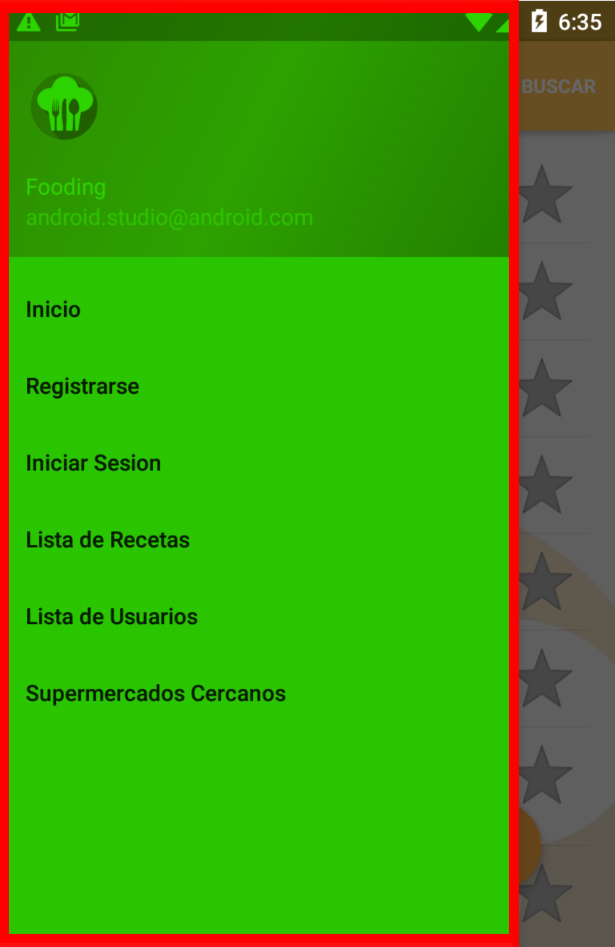 6:35
BUSCAR
Fooding
android.studio@android.com
Inicio
Registrarse
Iniciar Sesion
Lista de Recetas
Lista de Usuarios
Supermercados Cercanos